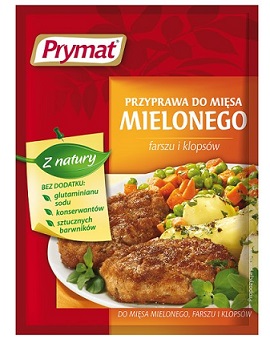 Prymat
PRZYPRAWA DO MIĘSA
MIELONEGO
farszu i klopsów
Z natury
BEZ DODATKU:
glutaminianu
sodu
konserwantów
sztucznych
barwników
DO MIĘSA MIELONEGO, FARSZU I KLOPSÓW